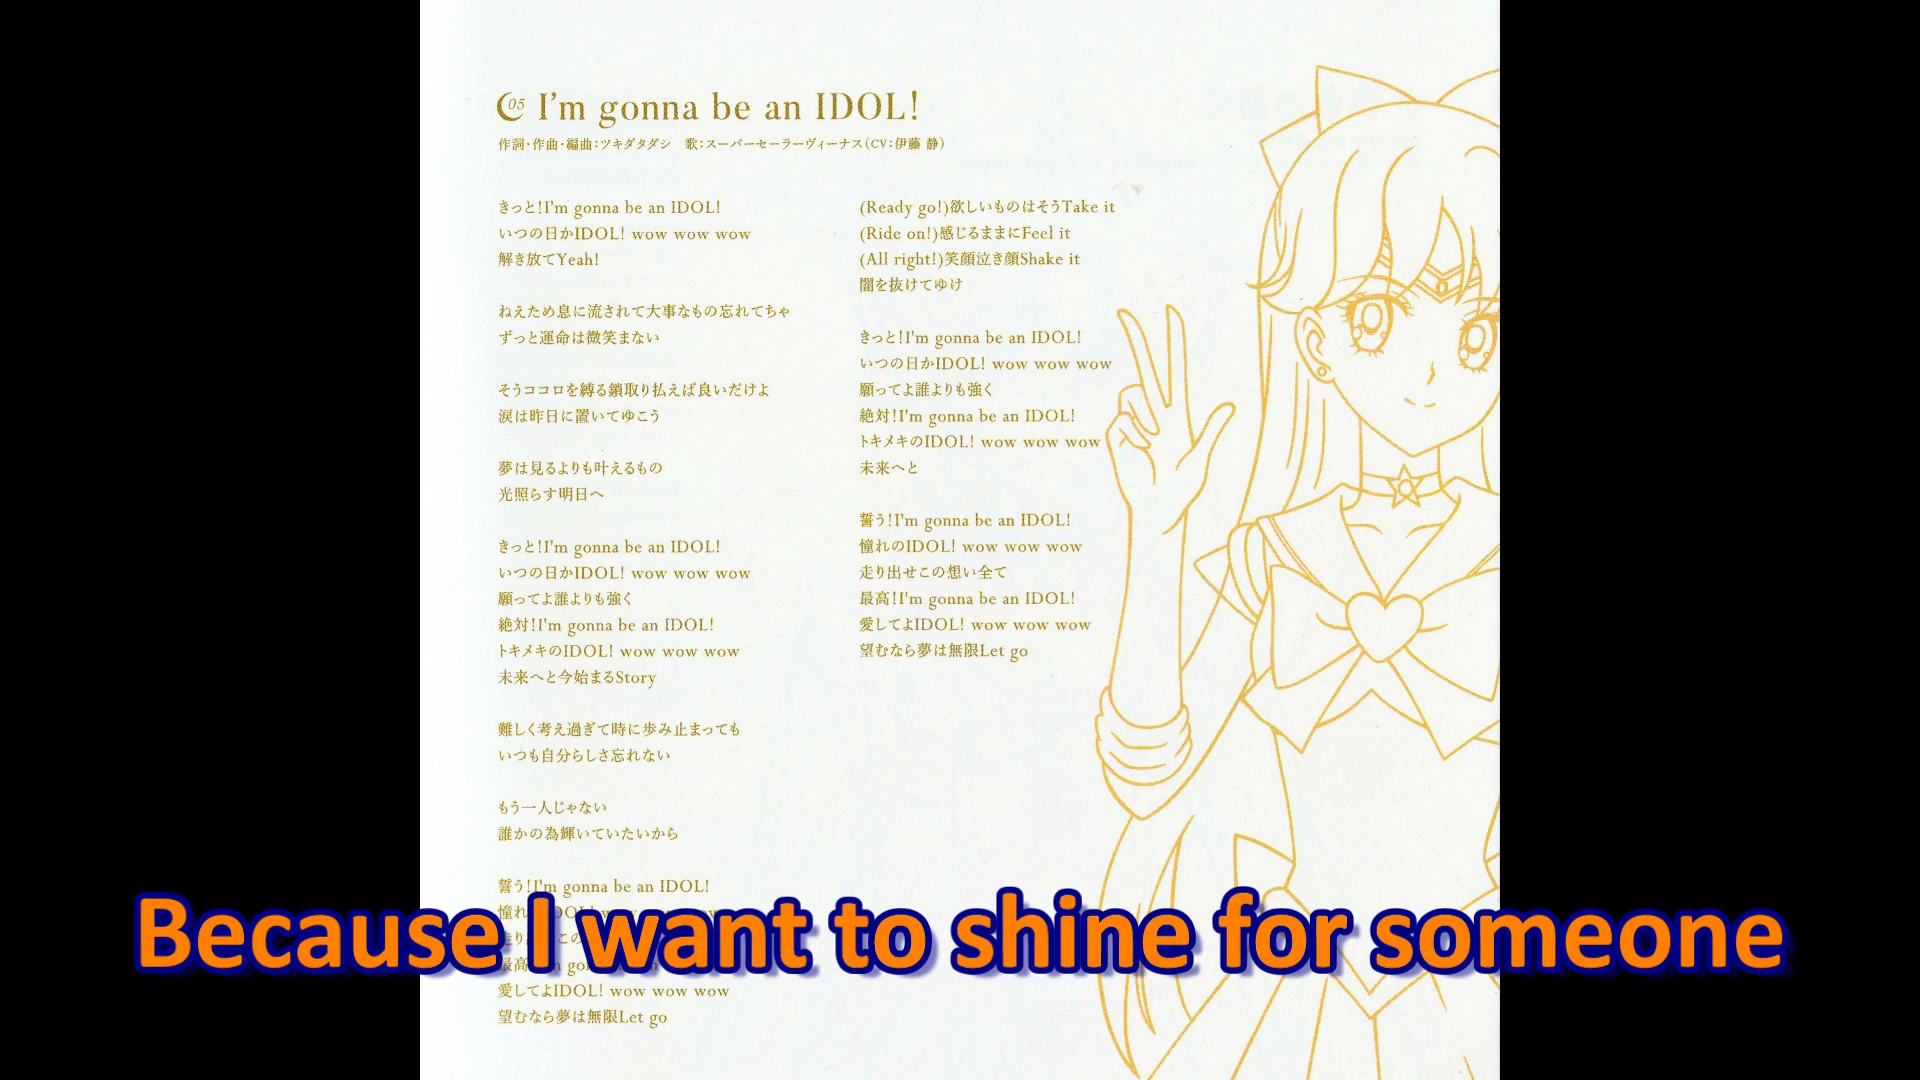 05 I'm gonna be an IDOL!
作詞・作曲・編曲：ツキダタダシ 歌：スーパーセーラーヴィーナス（CV：伊藤 静）
きっと！I'm gonna be an IDOL!
いつの日かIDOL! wow wow wow
解き放てYeah!
ねえため息に流されて大事なもの忘れてちゃ
ずっと運命は微笑まない
そうココロを縛る鎖取り払えば良いだけよ
涙は昨日に置いてゆこう
夢は見るよりも叶えるもの
光照らす明日へ
きっと！I'm gonna be an IDOL!
いつの日かIDOL! wow wow wow
願ってよ誰よりも強く
絶対！I'm gonna be an IDOL!
トキメキのIDOL! wow wow wow
未来へと今始まるStory
難しく考え過ぎて時に歩み止まっても
いつも自分らしさ忘れない
もう一人じゃない
誰かの為輝いていたいから
誓う！I'm gonna be an IDOL!
愛してよIDOL! wow wow wow
望むなら夢は無限Let go
(Ready go!)欲しいものはそうTake it
(Ride on!)感じるままにFeel it
(All right!)笑顔泣き顔Shake it
闇を抜けてゆけ
きっと！I'm gonna be an IDOL!
いつの日かIDOL! wow wow wow
願ってよ誰よりも強く
絶対！I'm gonna be an IDOL!
トキメキのIDOL! wow wow wow
未来へと
誓う！I'm gonna be an IDOL!
憧れのIDOL! wow wow wow
走り出せこの想い全て
最高！I'm gonna be an IDOL!
愛してよIDOL! wow wow wow
望むなら夢は無限Let go
Because I want to shine for someone